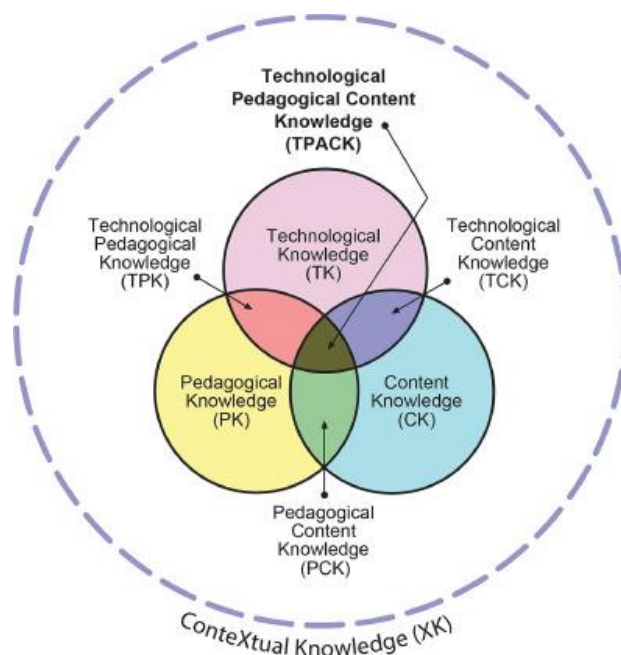 Technological
Pedagogical Content
Knowledge
(TPACK)
Technological
Pedagogical
Knowledge
(TPK)
Technological
Knowledge
(TK)
Technological
Content
Knowledge
(TCK)
Pedagogical
Knowledge
(PK)
Content
Knowledge
(CK)
Pedagogical
Content
Knowledge
(PCK)
ConteXtual Knowledge (XK)